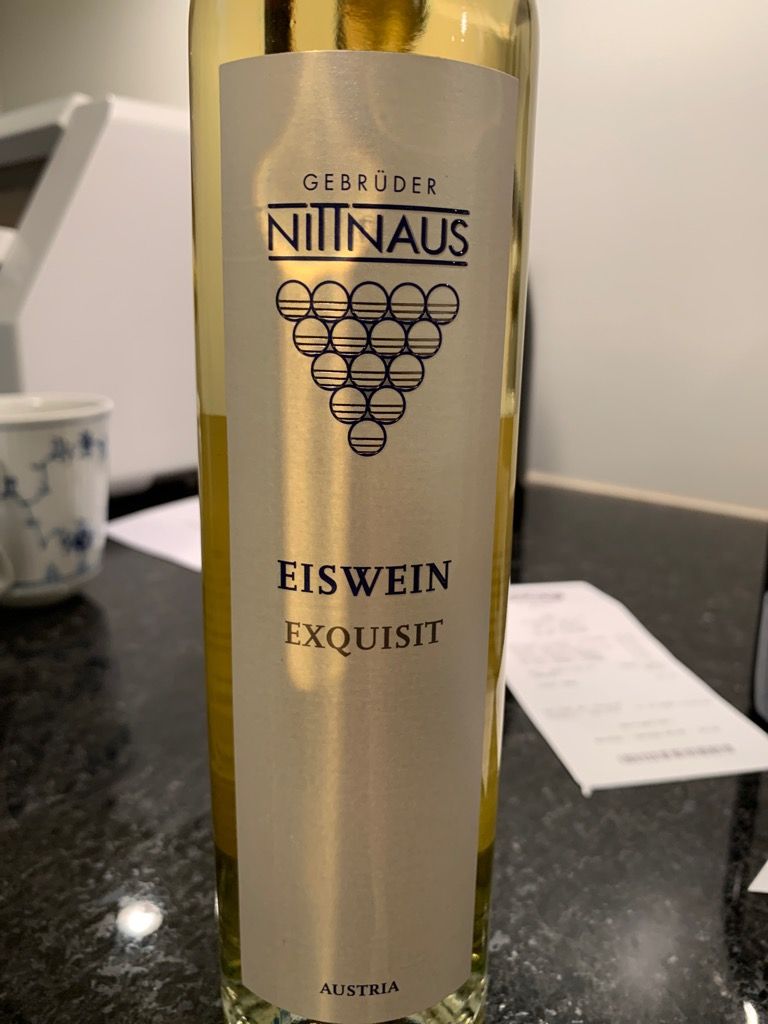 GEBRÜDER
NITTNAUS
EISWEIN
EXQUISIT
AUSTRIA